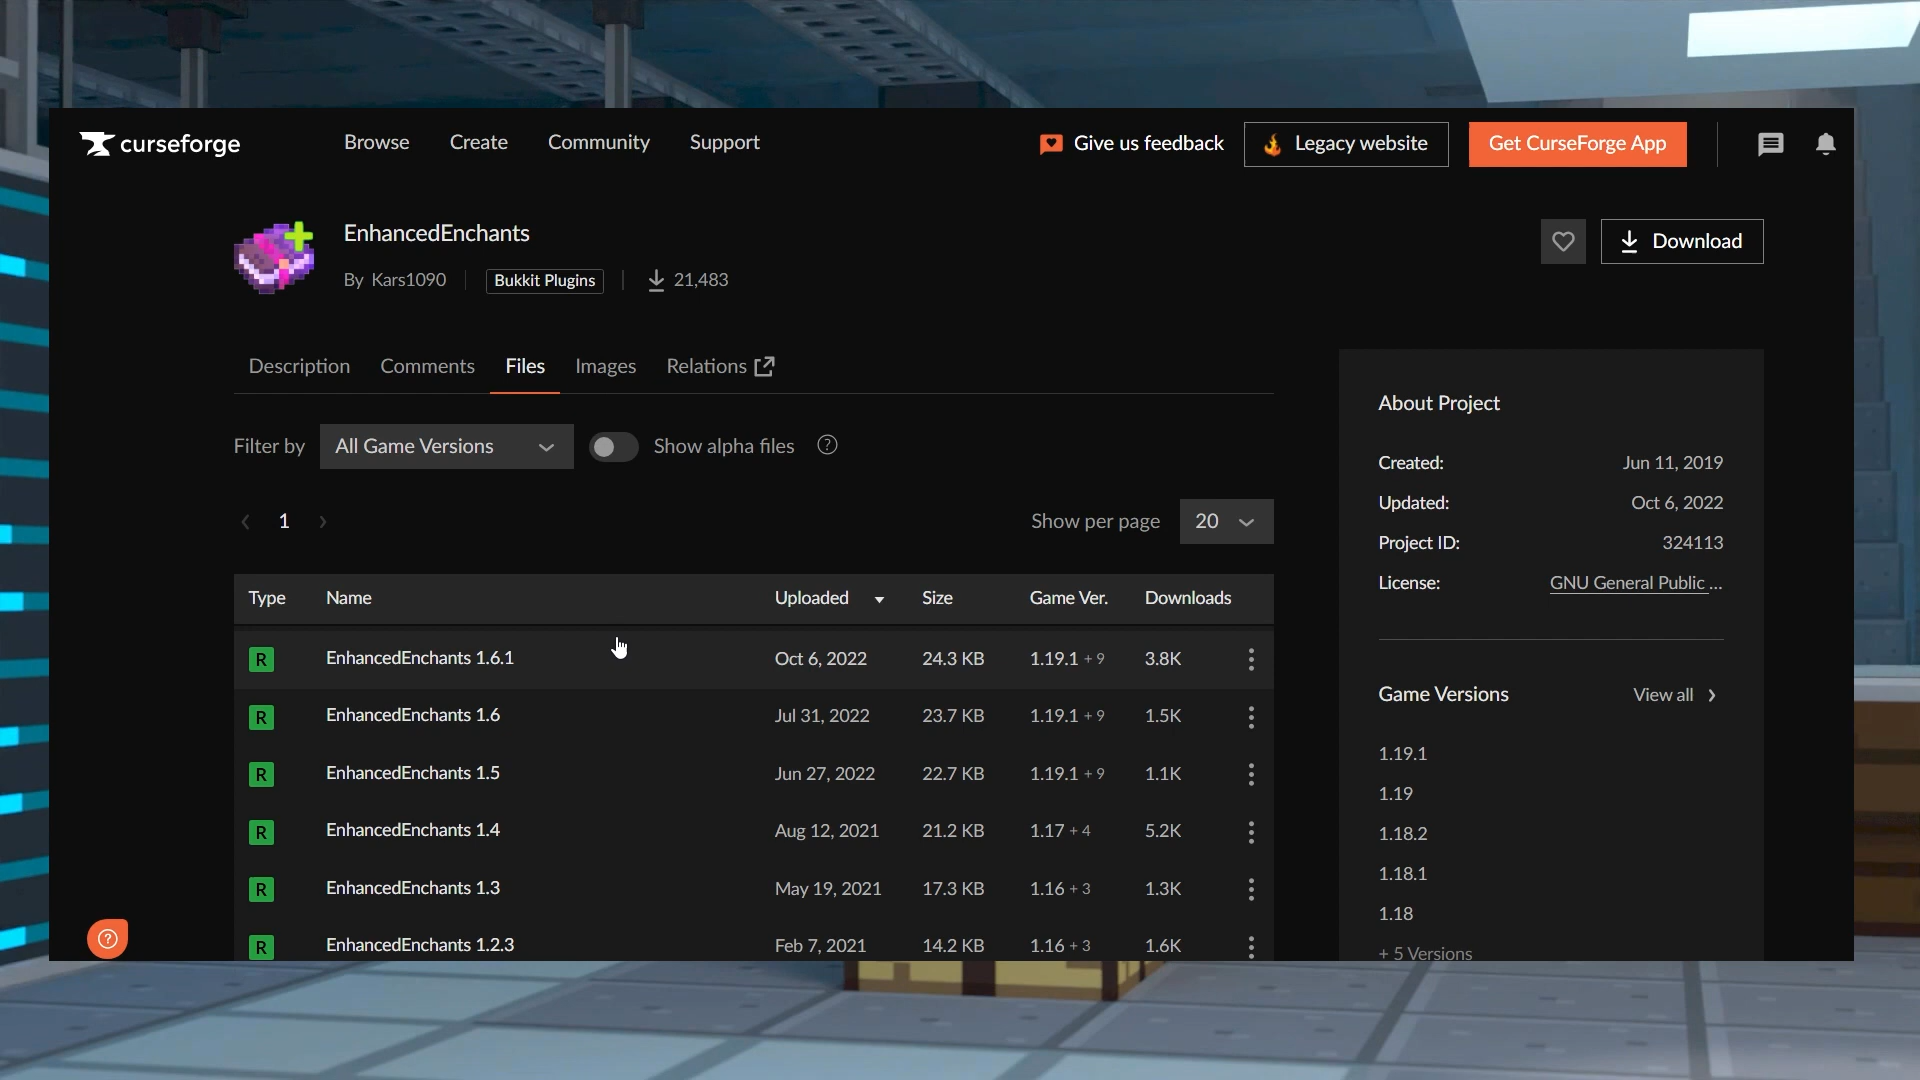 curseforge
Browse Create Community Support
Give us feedback
Legacy website
Get CurseForge App
EnhancedEnchants
By Kars1090
Bukkit Plugins
21,483
Download
Description Comments Files Images Relations
Filter by All Game Versions Show alpha files ?
1
Show per page 20
Type Name Uploaded Size Game Ver. Downloads
R EnhancedEnchants 1.6.1 Oct 6, 2022 24.3 KB 1.19.1 + 9 3.8K
R EnhancedEnchants 1.6 Jul 31, 2022 23.7 KB 1.19.1 + 9 1.5K
R EnhancedEnchants 1.5 Jun 27, 2022 22.7 KB 1.19.1 + 9 1.1K
R EnhancedEnchants 1.4 Aug 12, 2021 21.2 KB 1.17 + 4 5.2K
R EnhancedEnchants 1.3 May 19, 2021 17.3 KB 1.16 + 3 1.3K
R EnhancedEnchants 1.2.3 Feb 7, 2021 14.2 KB 1.16 + 3 1.6K
?
About Project
Created: Jun 11, 2019
Updated: Oct 6, 2022
Project ID: 324113
License: GNU General Public ...
Game Versions View all
1.19.1
1.19
1.18.2
1.18.1
1.18
+ 5 Versions